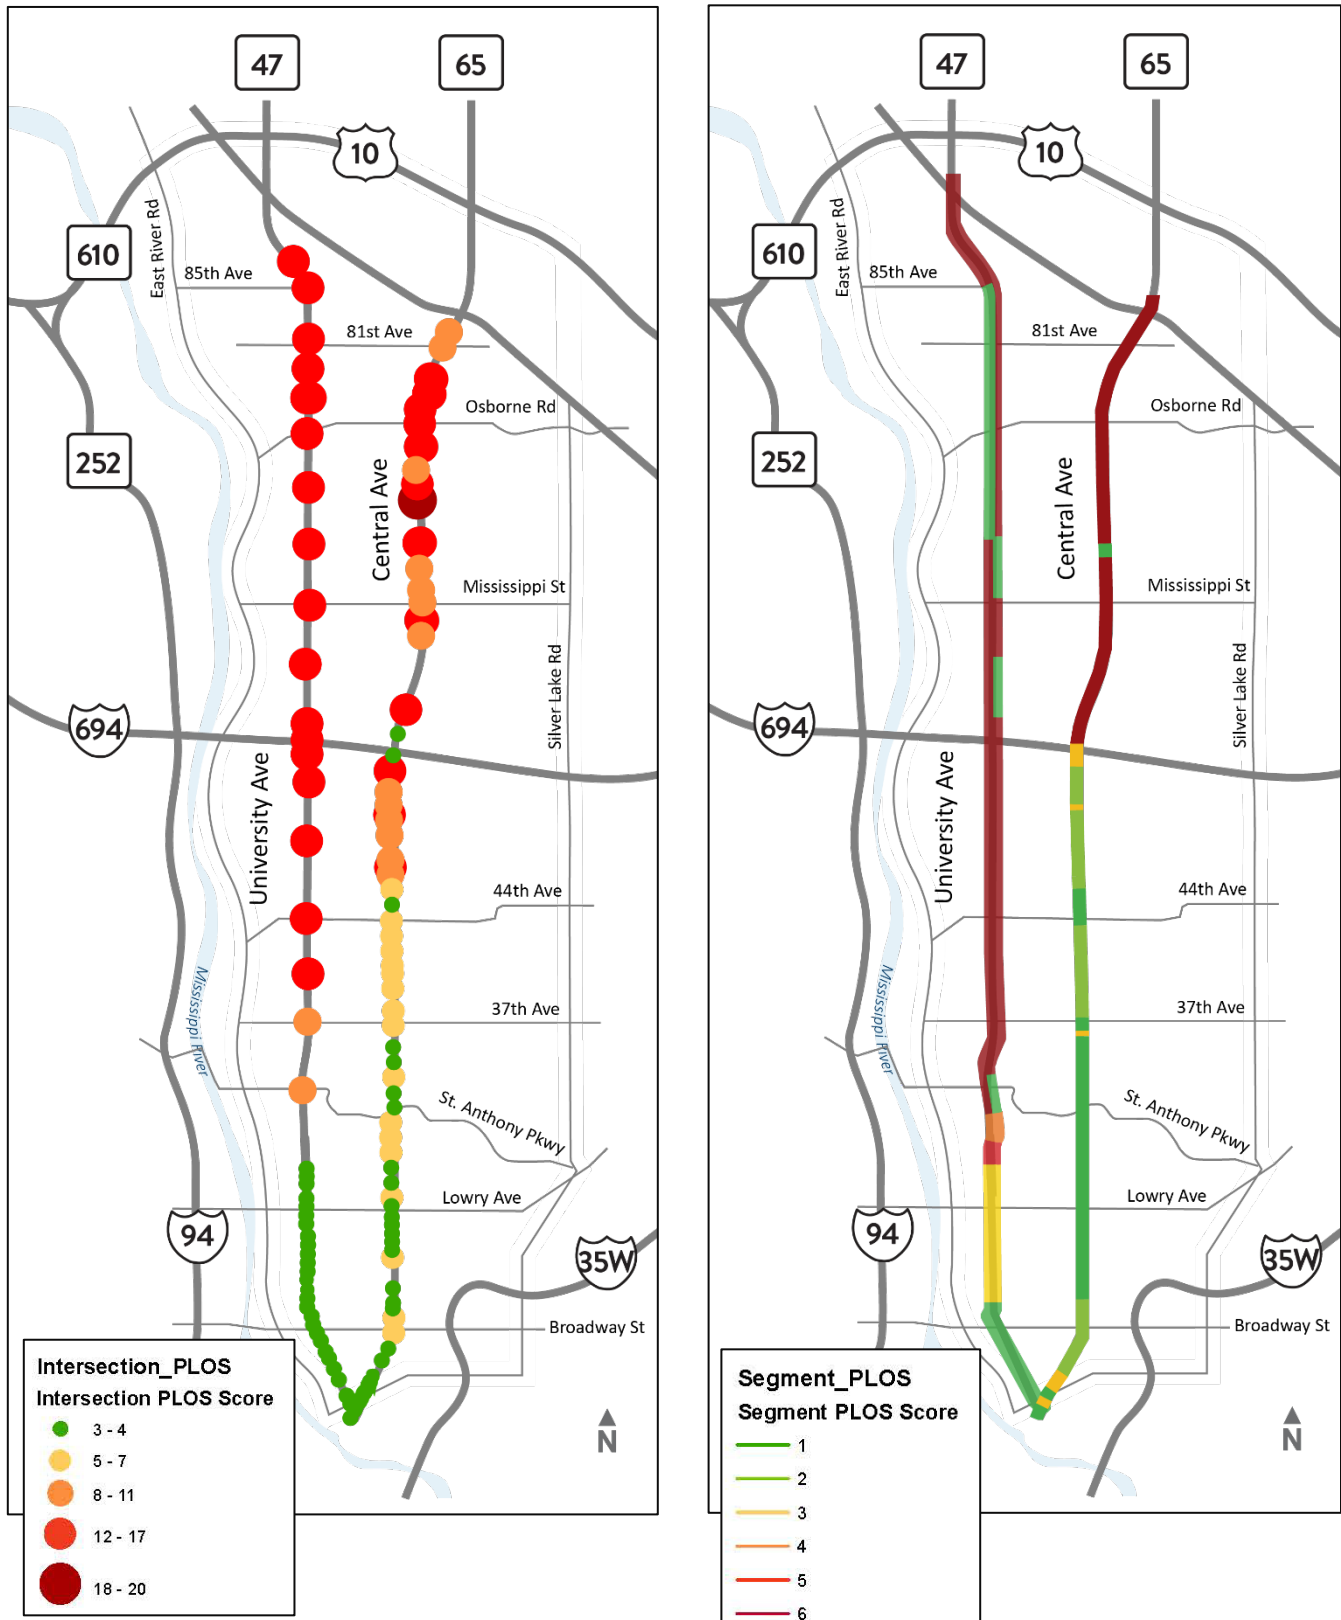 47
65
10
610
East River Rd
85th Ave
81st Ave
Osborne Rd
252
Central Ave
Mississippi St
Silver Lake Rd
694
University Ave
44th Ave
Mississippi River
37th Ave
St. Anthony Pkwy
Lowry Ave
94
35W
Broadway St
N
Intersection_PLOS
Intersection PLOS Score
3 - 4
5 - 7
8 - 11
12 - 17
18 - 20
47
65
10
610
East River Rd
85th Ave
81st Ave
Osborne Rd
252
Central Ave
Mississippi St
Silver Lake Rd
694
University Ave
44th Ave
Mississippi River
37th Ave
St. Anthony Pkwy
Lowry Ave
94
35W
Broadway St
N
Segment_PLOS
Segment PLOS Score
1
2
3
4
5
6